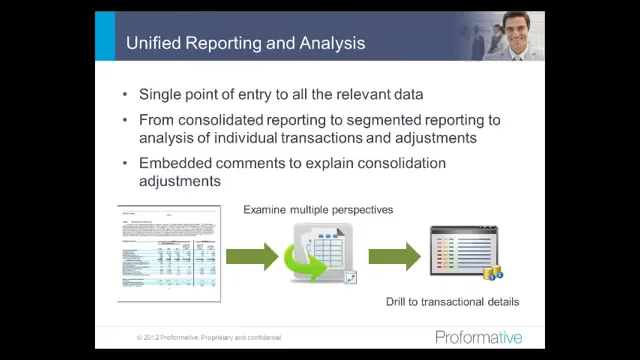 Unified Reporting and Analysis
• Single point of entry to all the relevant data
• From consolidated reporting to segmented reporting to
analysis of individual transactions and adjustments
• Embedded comments to explain consolidation
adjustments
Examine multiple perspectives
Drill to transactional details
© 2012 Proformative; Proprietary and confidential
Proformative